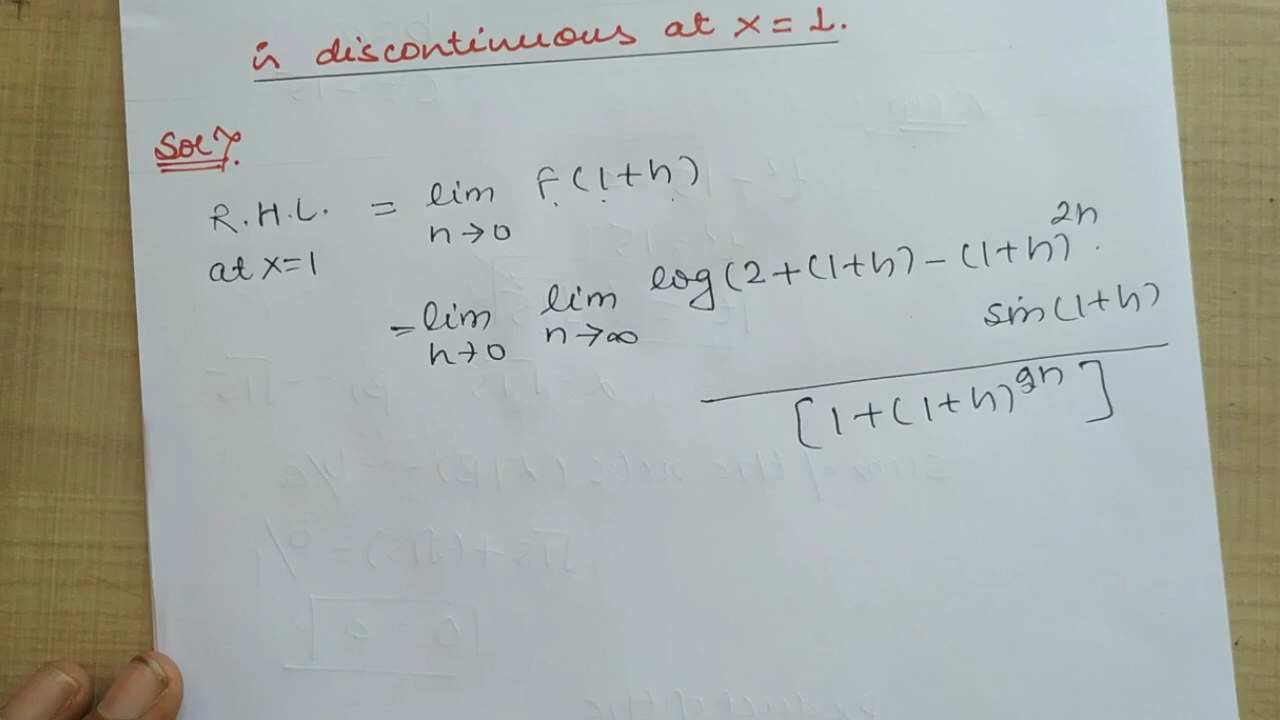 is discontinuous at x = 1.
Soln.
R.H.L. = lim f(1+h)
h→0
at x=1
= lim lim log(2+(1+h) - (1+h)^2n.
h→0 n→∞
sin(1+h)
[1+(1+h)^2n]